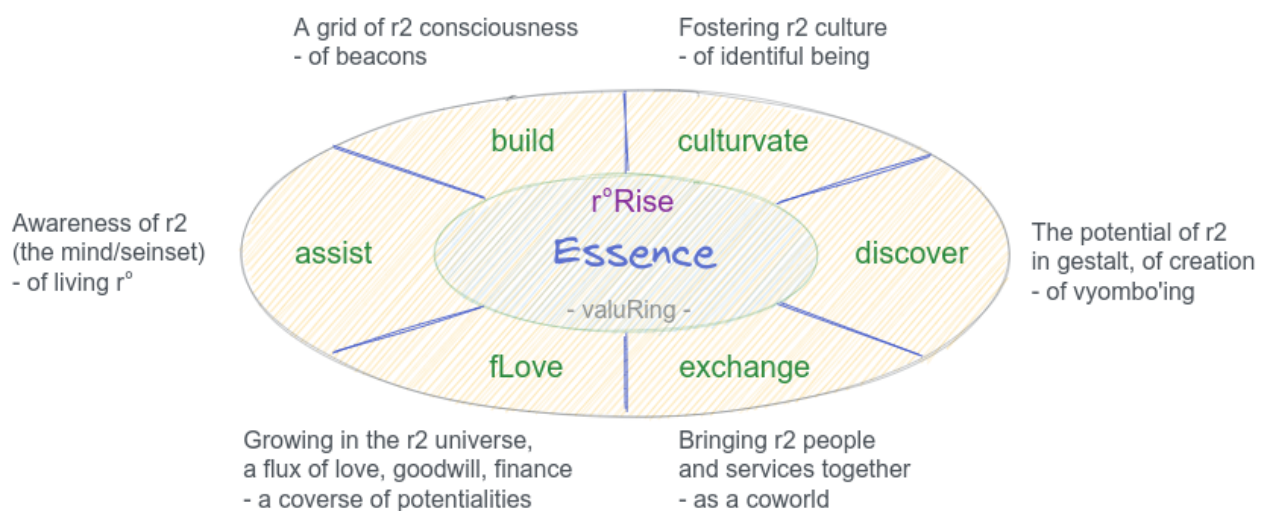 A grid of r2 consciousness
- of beacons
Fostering r2 culture
- of identiful being
build
culturvate
r°Rise
Awareness of r2
(the mind/seinset)
- of living r°
assist
Essence
discover
The potential of r2
in gestalt, of creation
- of vyombo'ing
- valuRing -
fLove
exchange
Growing in the r2 universe,
a flux of love, goodwill, finance
- a coverse of potentialities
Bringing r2 people
and services together
- as a coworld